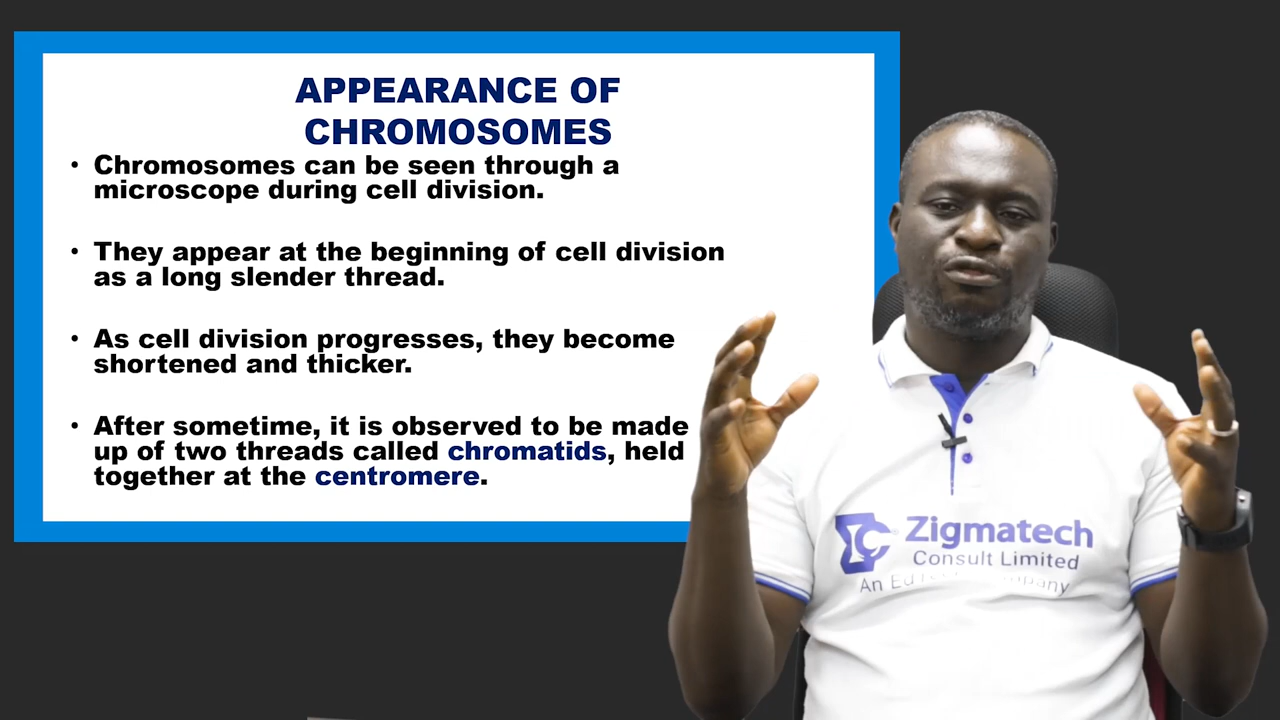 APPEARANCE OF
CHROMOSOMES
• Chromosomes can be seen through a
microscope during cell division.
• They appear at the beginning of cell division
as a long slender thread.
• As cell division progresses, they become
shortened and thicker.
• After sometime, it is observed to be made
up of two threads called chromatids, held
together at the centromere.
Zigmatech
Consult Limited
An